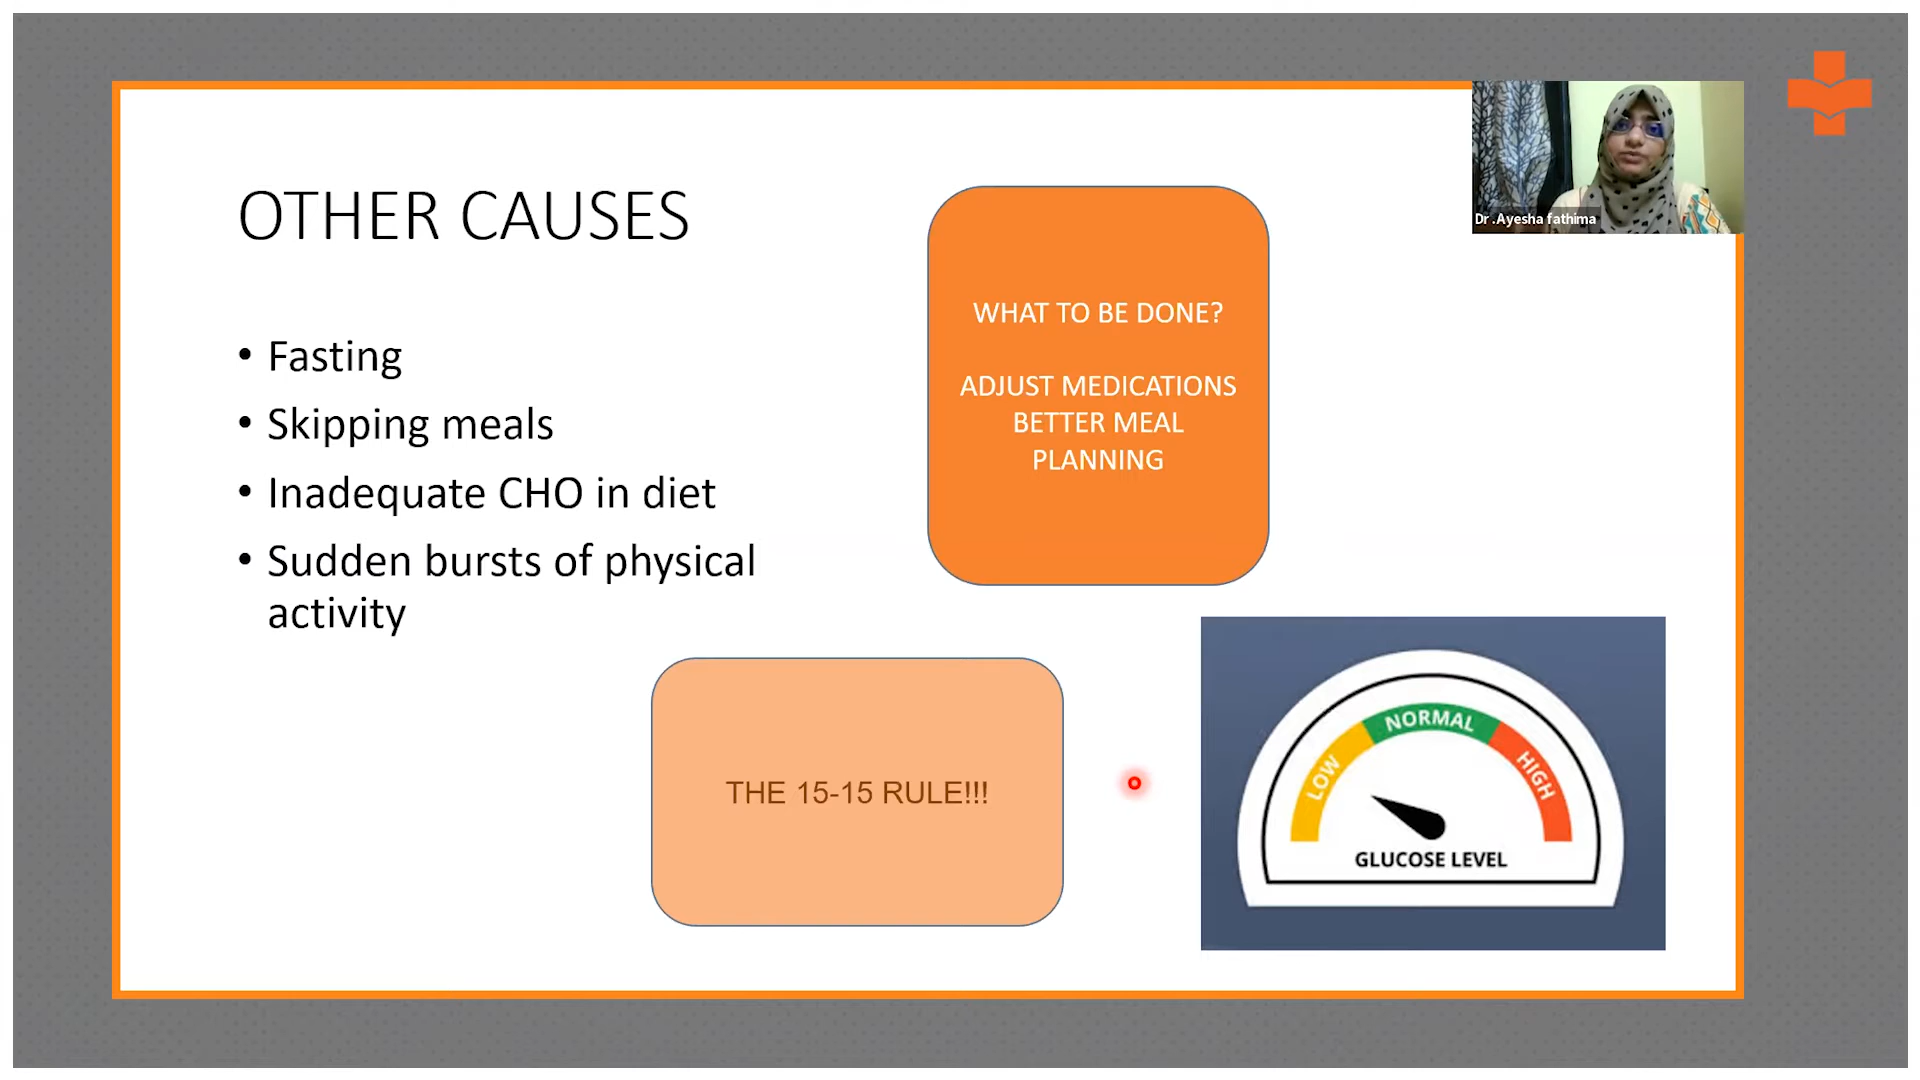 Dr .Ayesha fathima
OTHER CAUSES
• Fasting
• Skipping meals
• Inadequate CHO in diet
• Sudden bursts of physical
activity
WHAT TO BE DONE?
ADJUST MEDICATIONS
BETTER MEAL
PLANNING
THE 15-15 RULE!!!
LOW
NORMAL
HIGH
GLUCOSE LEVEL